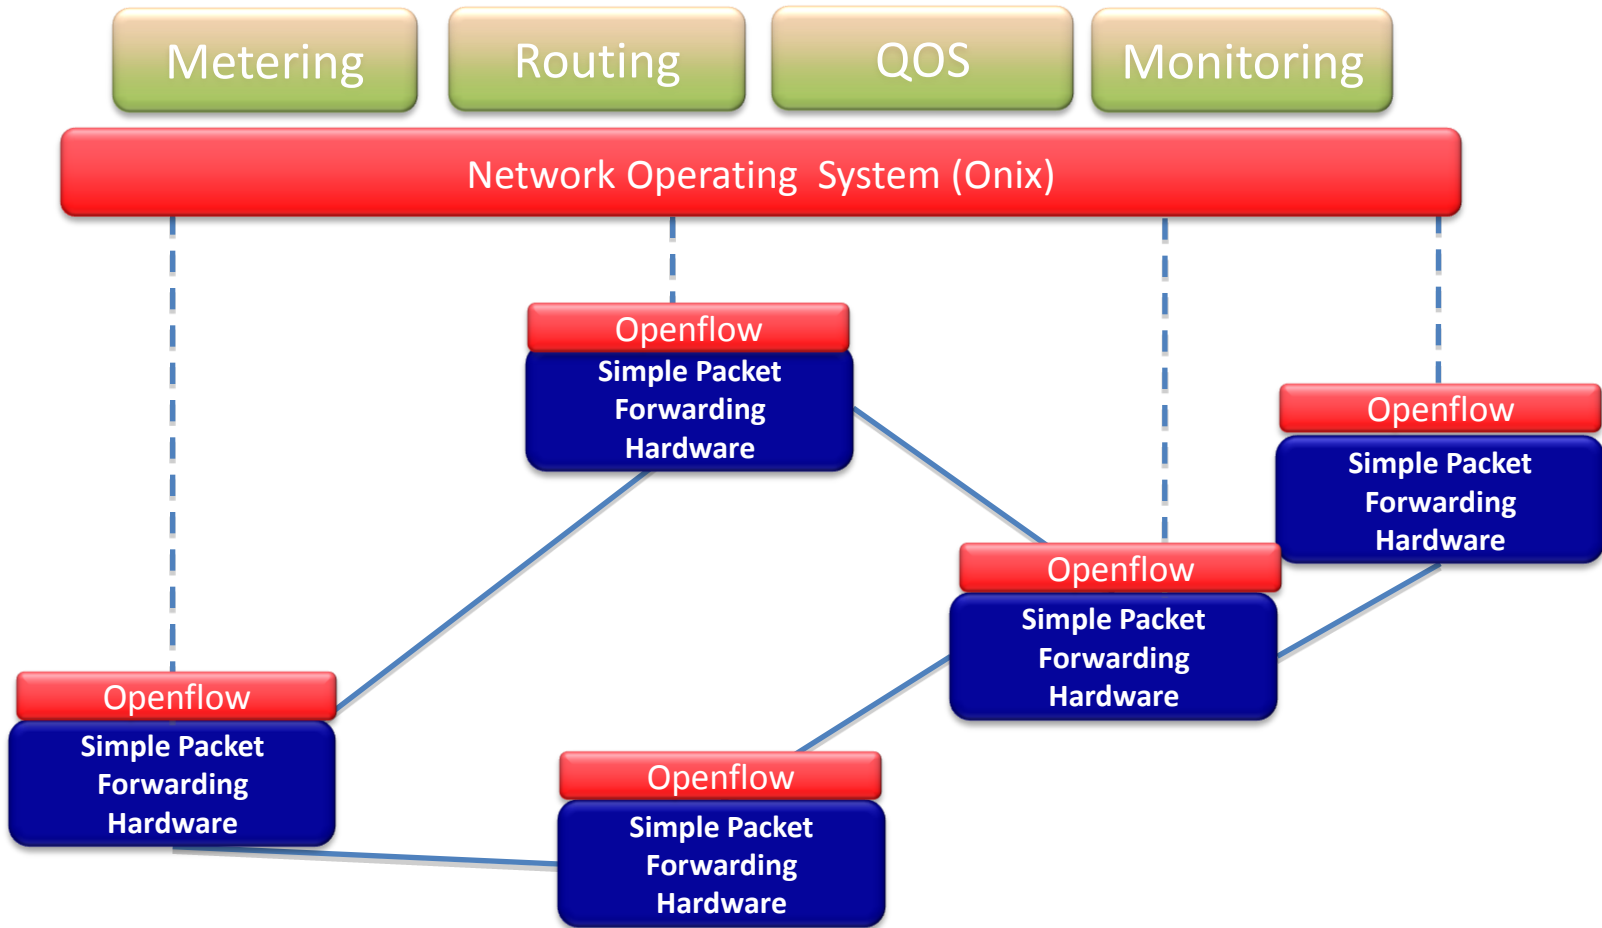 Metering
Routing
QOS
Monitoring
Network Operating System (Onix)
Openflow
Simple Packet
Forwarding
Hardware
Openflow
Simple Packet
Forwarding
Hardware
Openflow
Simple Packet
Forwarding
Hardware
Openflow
Simple Packet
Forwarding
Hardware
Openflow
Simple Packet
Forwarding
Hardware